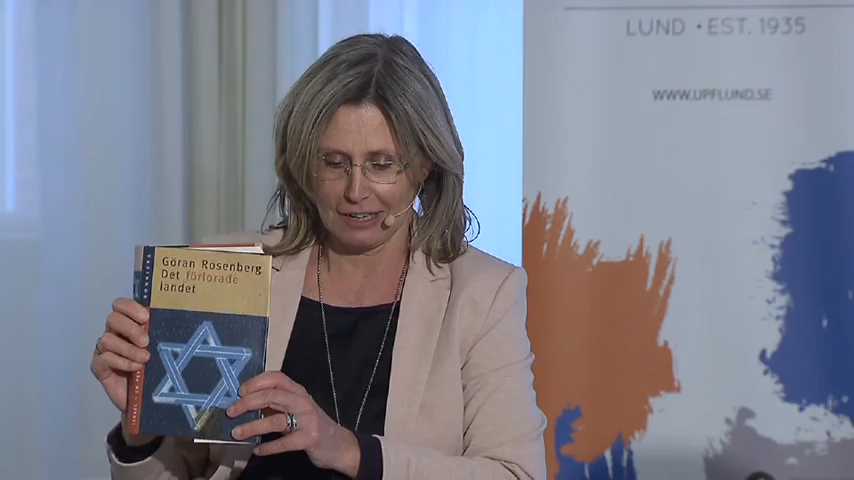 LUND • EST.1935
WWW.UPFLUND.SE
Göran Rosenberg
Det förlorade
landet